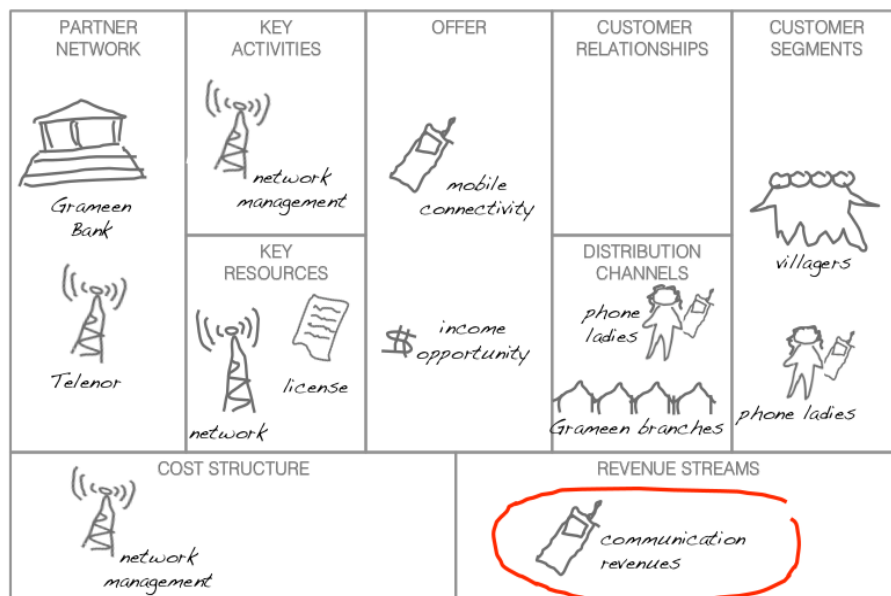 PARTNER
NETWORK
Grameen
Bank
Telenor
KEY
ACTIVITIES
network
management
KEY
RESOURCES
license
network
OFFER
mobile
connectivity
$ income
opportunity
CUSTOMER
RELATIONSHIPS
DISTRIBUTION
CHANNELS
phone
ladies
Grameen branches
CUSTOMER
SEGMENTS
villagers
phone ladies
COST STRUCTURE
network
management
REVENUE STREAMS
communication
revenues